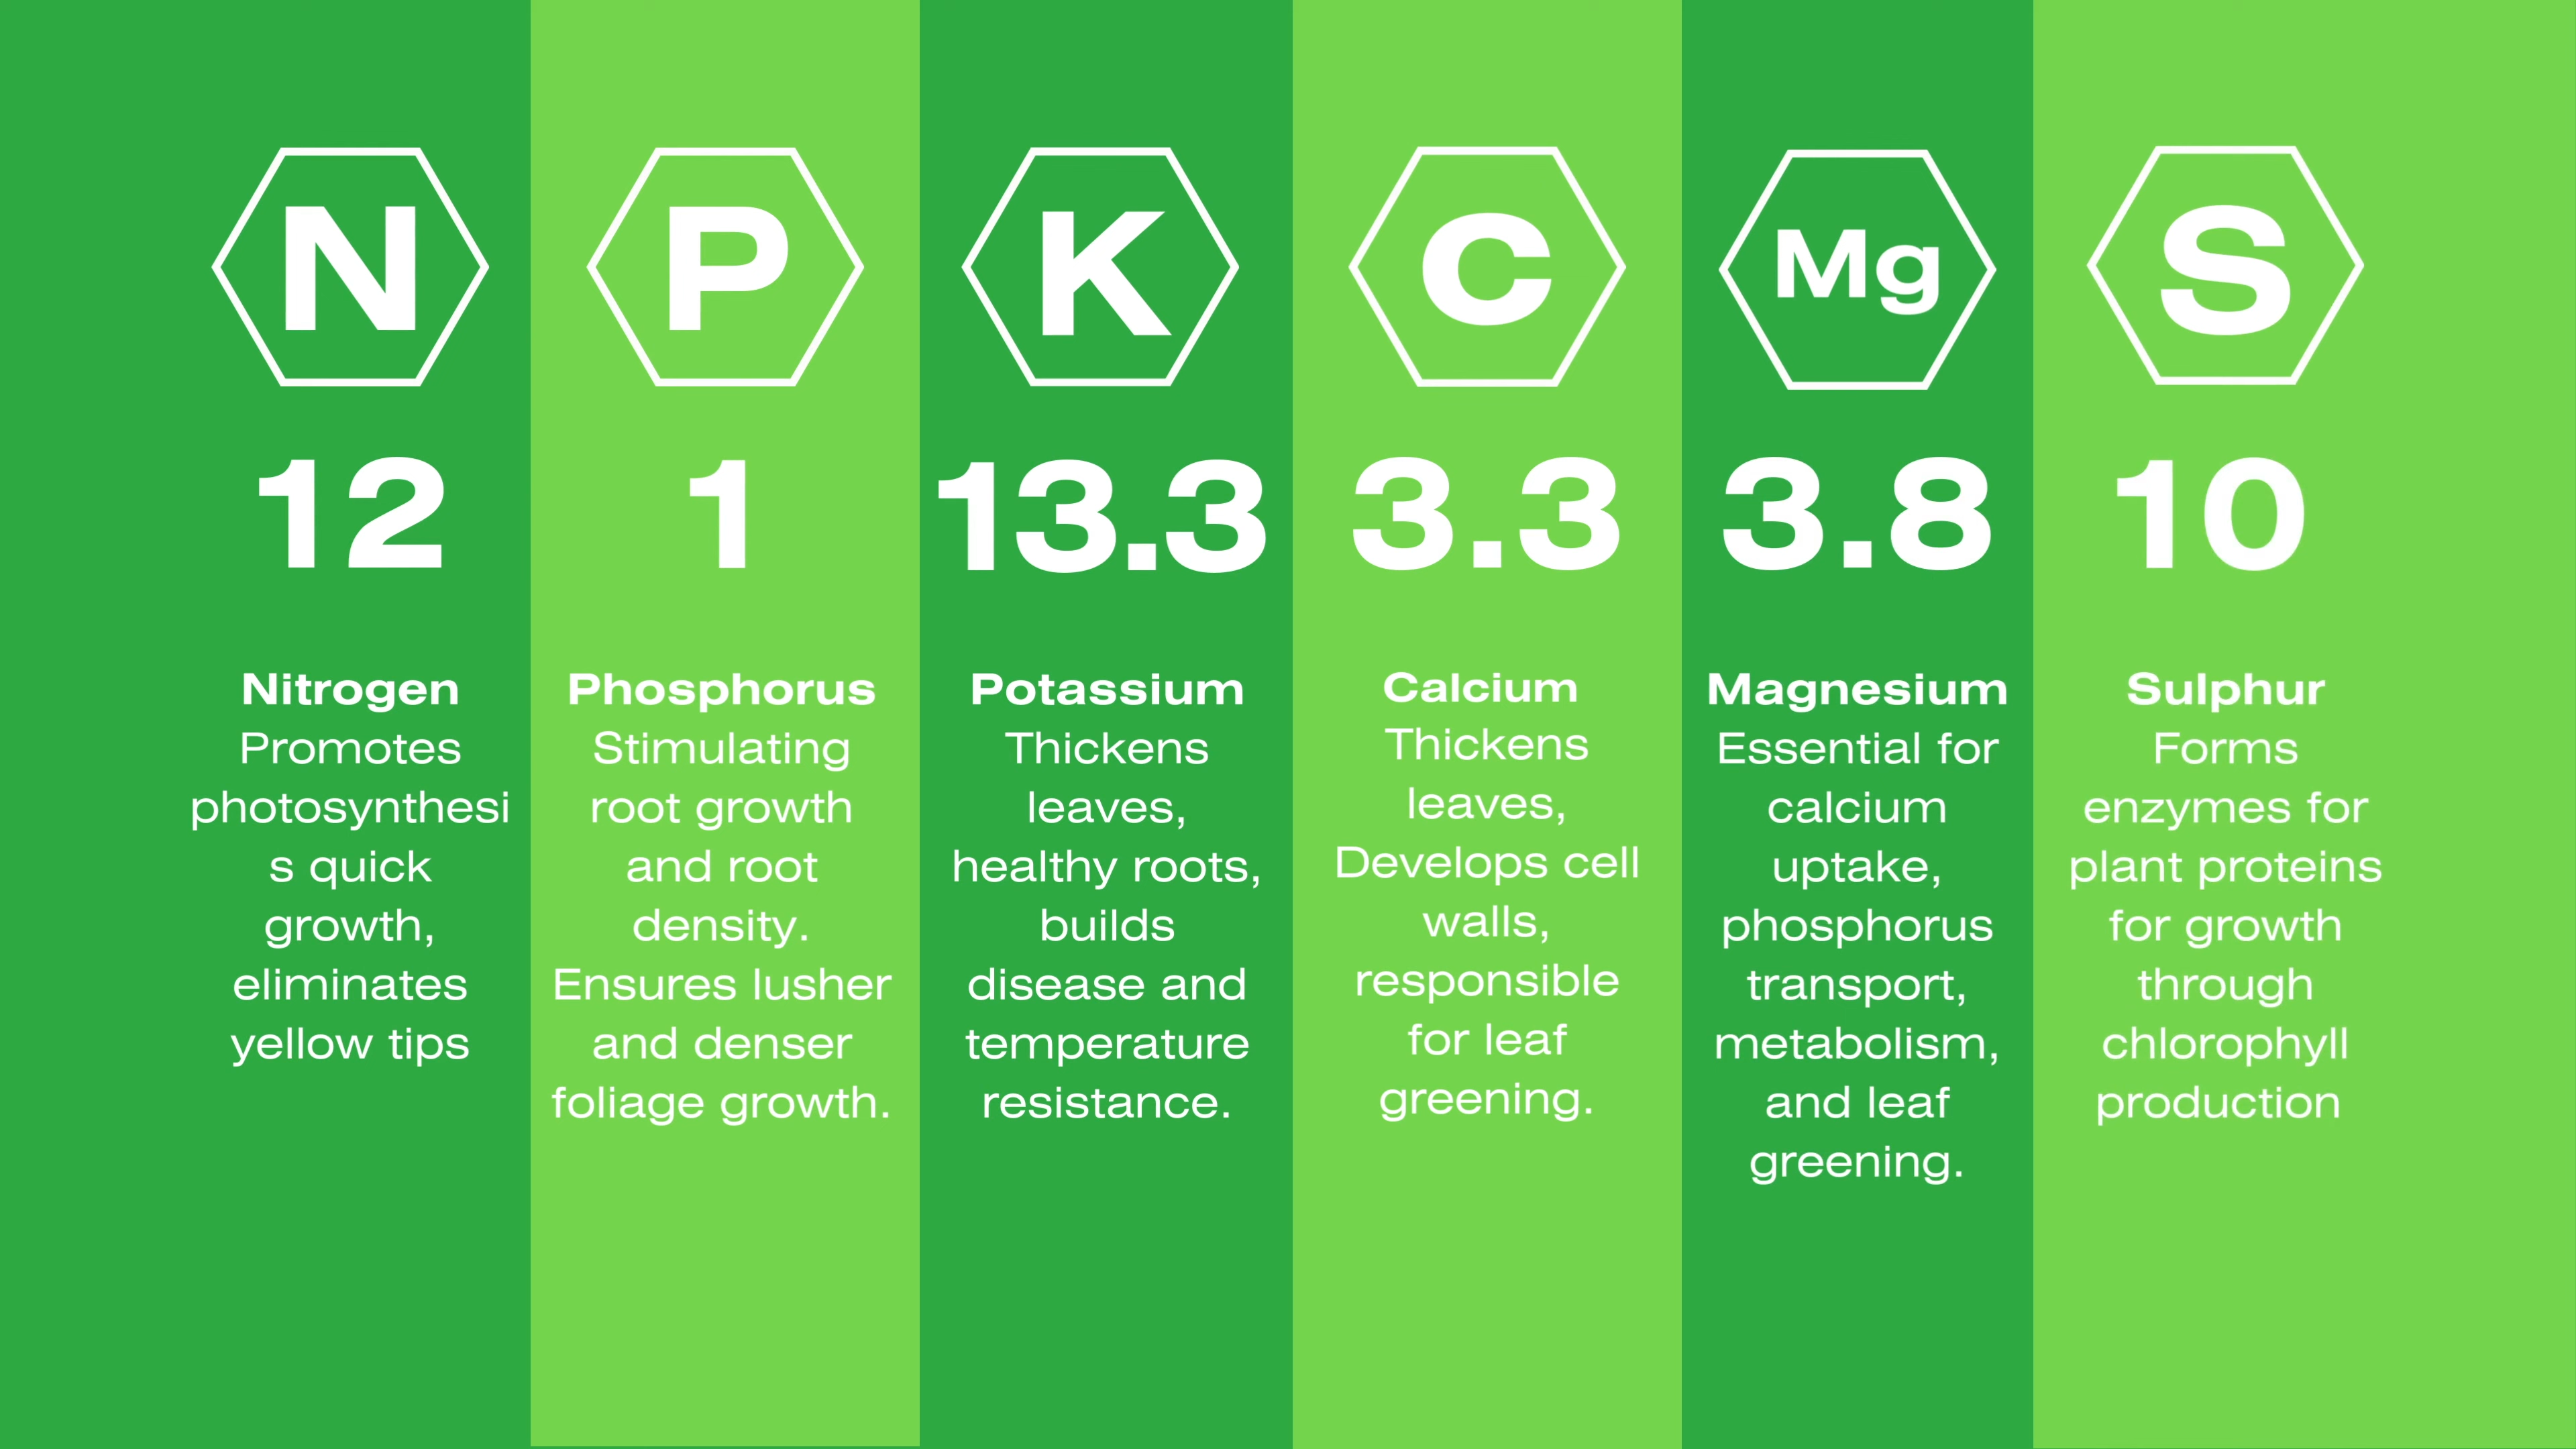 N
12
Nitrogen
Promotes
photosynthesi
s quick
growth,
eliminates
yellow tips
P
1
Phosphorus
Stimulating
root growth
and root
density.
Ensures lusher
and denser
foliage growth.
K
13.3
Potassium
Thickens
leaves,
healthy roots,
builds
disease and
temperature
resistance.
C
3.3
Calcium
Thickens
leaves,
Develops cell
walls,
responsible
for leaf
greening.
Mg
3.8
Magnesium
Essential for
calcium
uptake,
phosphorus
transport,
metabolism,
and leaf
greening.
S
10
Sulphur
Forms
enzymes for
plant proteins
for growth
through
chlorophyll
production